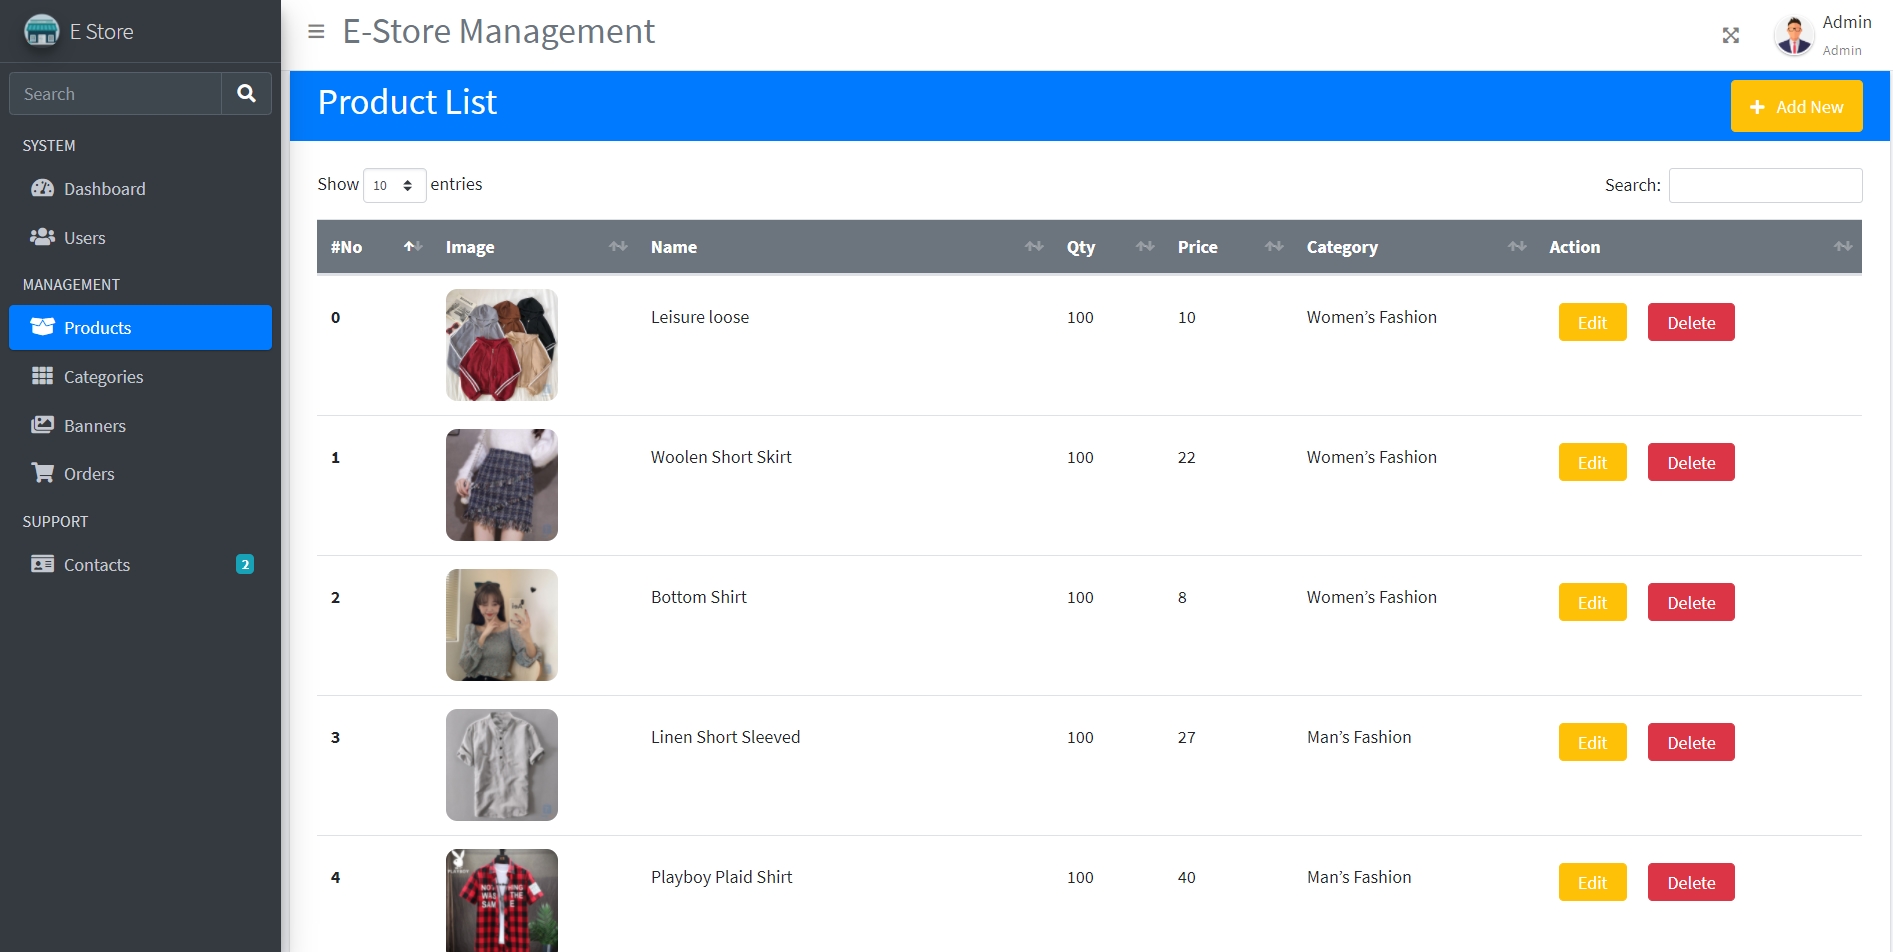 E Store
Search
SYSTEM
Dashboard
Users
MANAGEMENT
Products
Categories
Banners
Orders
SUPPORT
Contacts 2
E-Store Management
Admin
Admin
Product List
Add New
Show 10 entries
Search:
#No Image Name Qty Price Category Action
0 Leisure loose 100 10 Women’s Fashion Edit Delete
1 Woolen Short Skirt 100 22 Women’s Fashion Edit Delete
2 Bottom Shirt 100 8 Women’s Fashion Edit Delete
3 Linen Short Sleeved 100 27 Man’s Fashion Edit Delete
4 Playboy Plaid Shirt 100 40 Man’s Fashion Edit Delete
PLAYBOY